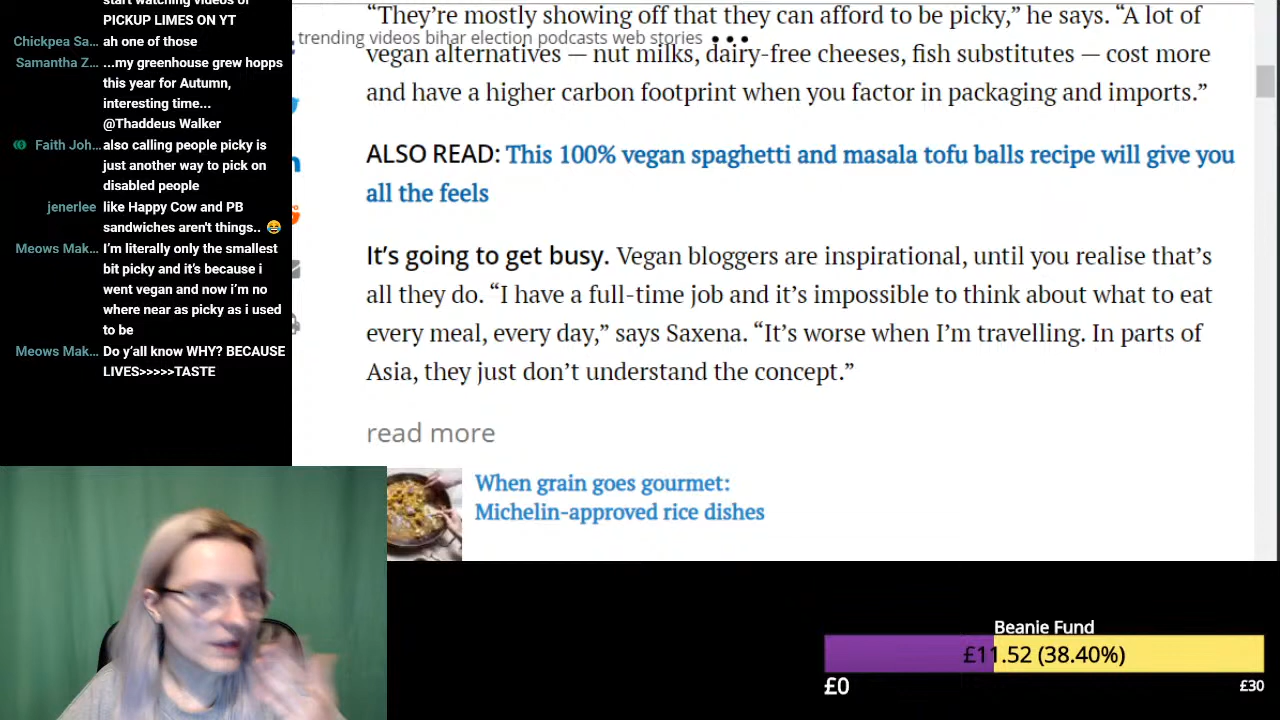 start watching videos of
PICKUP LIMES ON YT
Chickpea Sa... ah one of those
Samantha Z... ...my greenhouse grew hopps
this year for Autumn,
interesting time...
@Thaddeus Walker
Faith Joh... also calling people picky is
just another way to pick on
disabled people
jenerlee like Happy Cow and PB
sandwiches aren't things.. 😂
Meows Mak... I'm literally only the smallest
bit picky and it's because i
went vegan and now i'm no
where near as picky as i used
to be
Meows Mak... Do y'all know WHY? BECAUSE
LIVES>>>>>TASTE
“They’re mostly showing off that they can afford to be picky,” he says. “A lot of
trending videos bihar election podcasts web stories •••
vegan alternatives — nut milks, dairy-free cheeses, fish substitutes — cost more
and have a higher carbon footprint when you factor in packaging and imports.”
ALSO READ: This 100% vegan spaghetti and masala tofu balls recipe will give you
all the feels
It’s going to get busy. Vegan bloggers are inspirational, until you realise that’s
all they do. “I have a full-time job and it’s impossible to think about what to eat
every meal, every day,” says Saxena. “It’s worse when I’m travelling. In parts of
Asia, they just don’t understand the concept.”
read more
When grain goes gourmet:
Michelin-approved rice dishes
Beanie Fund
£11.52 (38.40%)
£0
£30